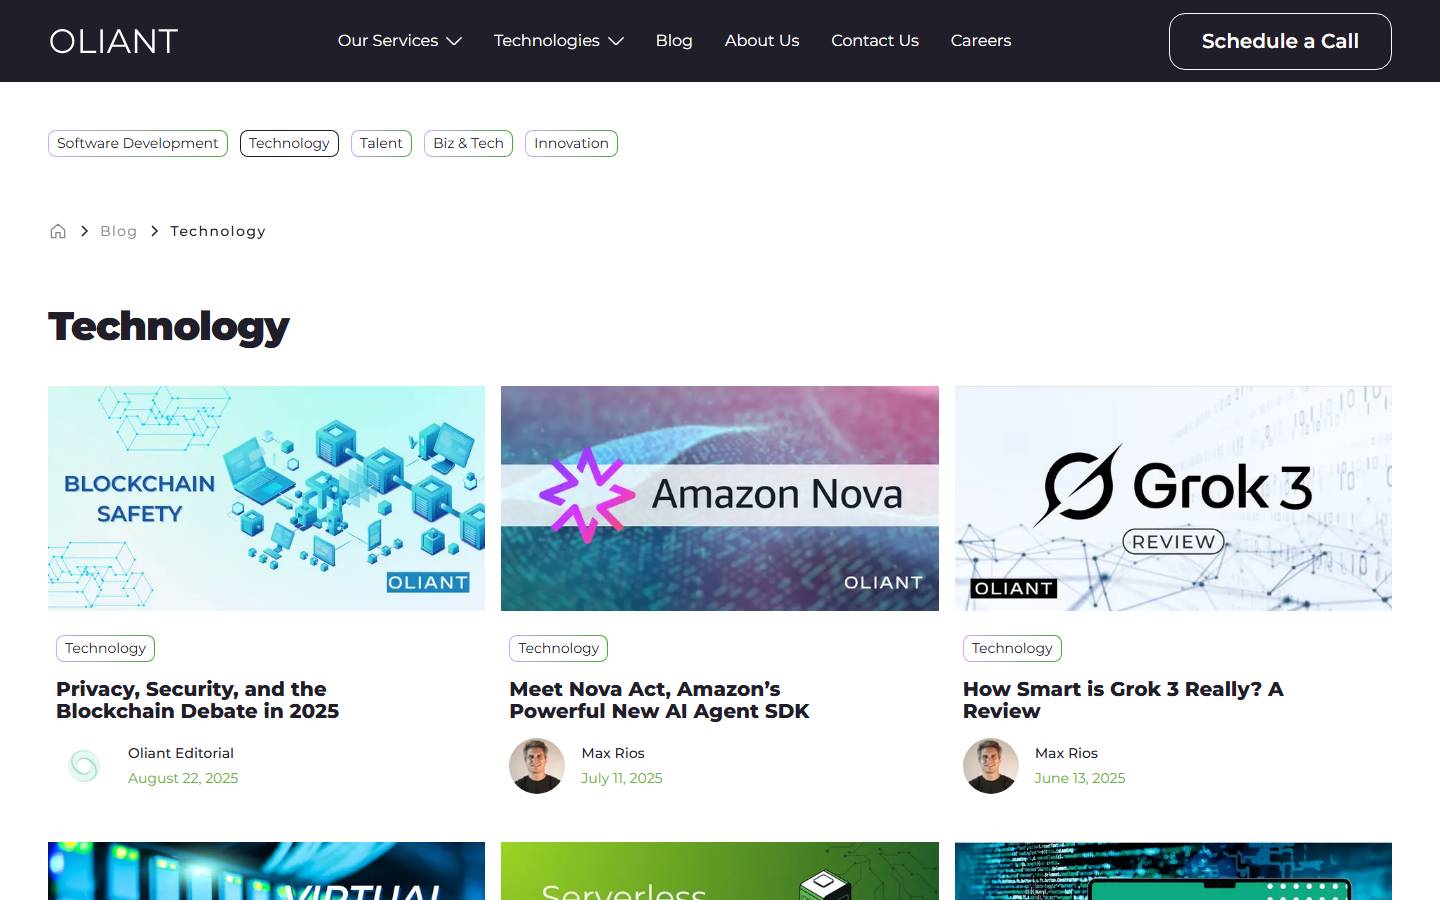 OLIANT
Our Services
Technologies
Blog
About Us
Contact Us
Careers
Schedule a Call
Software Development
Technology
Talent
Biz & Tech
Innovation
Blog
Technology
Technology
BLOCKCHAIN
SAFETY
OLIANT
Amazon Nova
OLIANT
Grok 3
REVIEW
OLIANT
Technology
Privacy, Security, and the
Blockchain Debate in 2025
Oliant Editorial
August 22, 2025
Technology
Meet Nova Act, Amazon’s
Powerful New AI Agent SDK
Max Rios
July 11, 2025
Technology
How Smart is Grok 3 Really? A
Review
Max Rios
June 13, 2025
VIRTUAL
Serverless